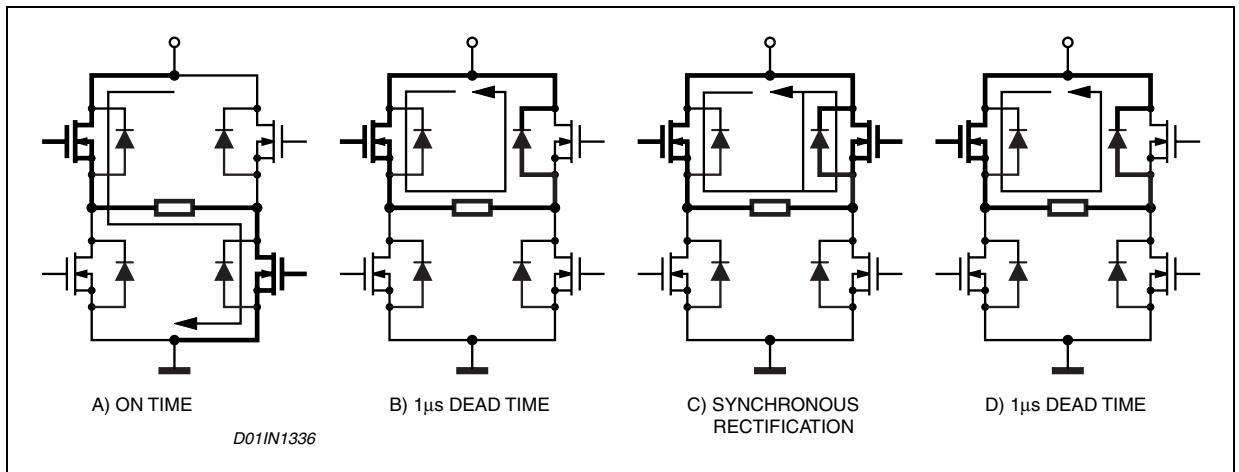 A) ON TIME
B) 1μs DEAD TIME
C) SYNCHRONOUS
RECTIFICATION
D) 1μs DEAD TIME
D01IN1336